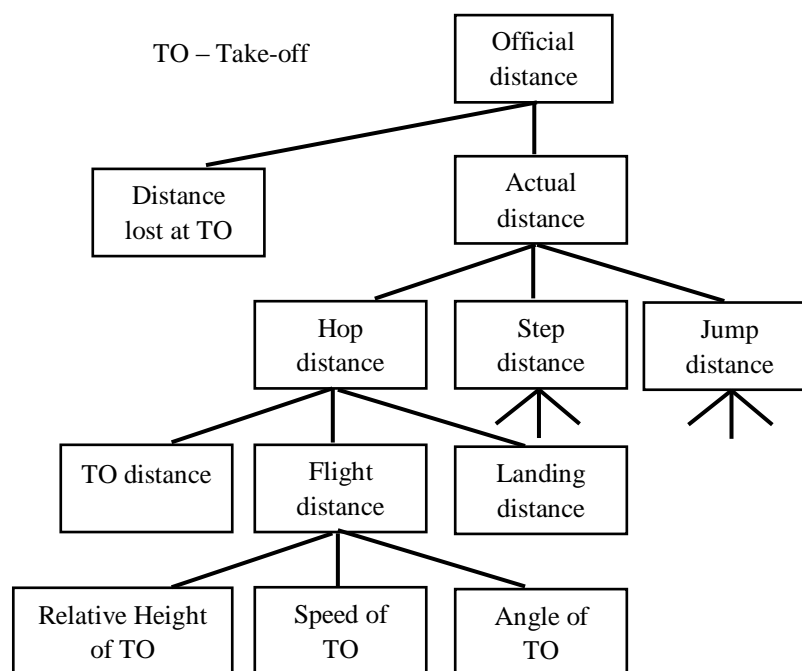 TO – Take-off
Official
distance
Distance
lost at TO
Actual
distance
Hop
distance
Step
distance
Jump
distance
TO distance
Flight
distance
Landing
distance
Relative Height
of TO
Speed of
TO
Angle of
TO